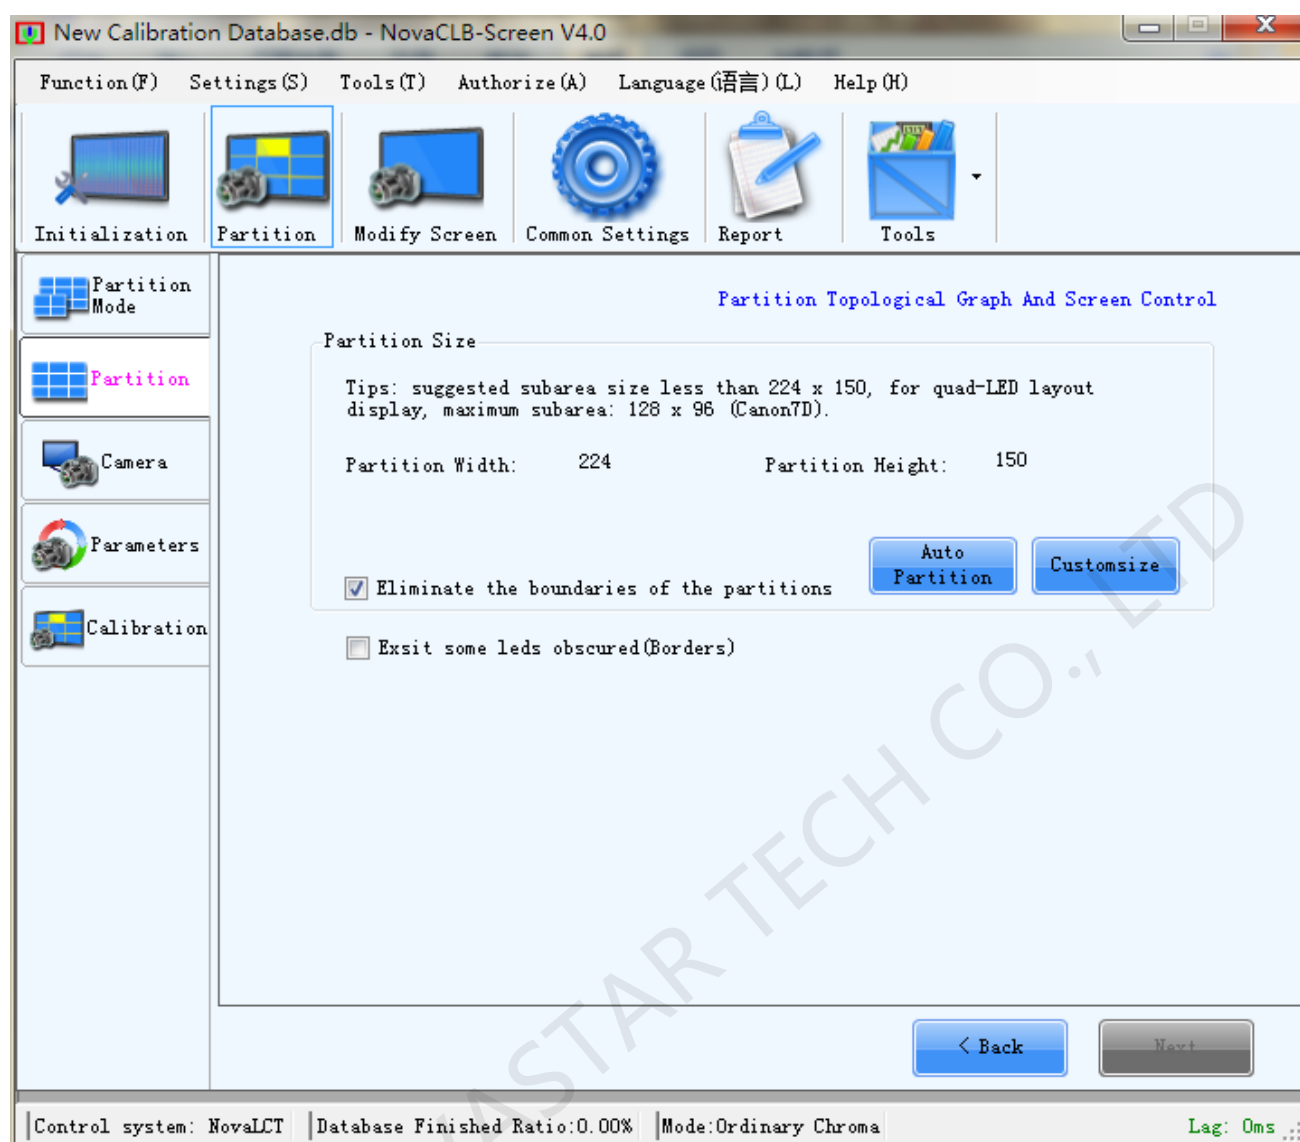 New Calibration Database.db - NovaCLB-Screen V4.0
Function(F) Settings(S) Tools(T) Authorize(A) Language(语言)(L) Help(H)
Initialization Partition Modify Screen Common Settings Report Tools
Partition
Mode
Partition
Camera
Parameters
Calibration
Partition Topological Graph And Screen Control
Partition Size
Tips: suggested subarea size less than 224 x 150, for quad-LED layout
display, maximum subarea: 128 x 96 (Canon7D).
Partition Width: 224 Partition Height: 150
Eliminate the boundaries of the partitions
Auto
Partition
Customsize
Exsit some leds obscured(Borders)
< Back Next
Control system: NovaLCT Database Finished Ratio:0.00% Mode:Ordinary Chroma Lag: 0ms
VASTAR TECH CO., LTD